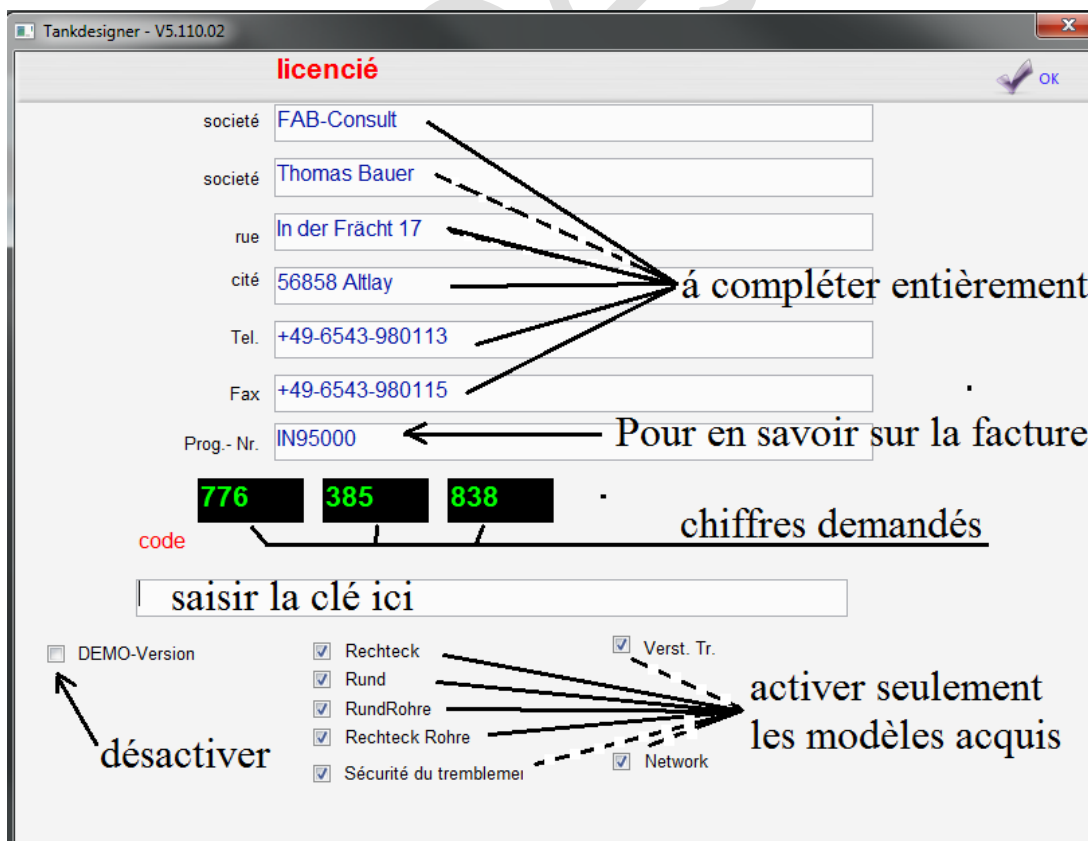 Tankdesigner - V5.110.02
licencié
OK
societé FAB-Consult
societé Thomas Bauer
rue In der Frächt 17
cité 56858 Altlay
á compléter entièrement
Tel. +49-6543-980113
Fax +49-6543-980115
Prog.- Nr. IN95000
Pour en savoir sur la facture
776 385 838
chiffres demandés
code
saisir la clé ici
DEMO-Version
Rechteck
Verst. Tr.
Rund
RundRohre
activer seulement
les modèles acquis
Rechteck Rohre
désactiver
Network
Sécurité du tremblemer